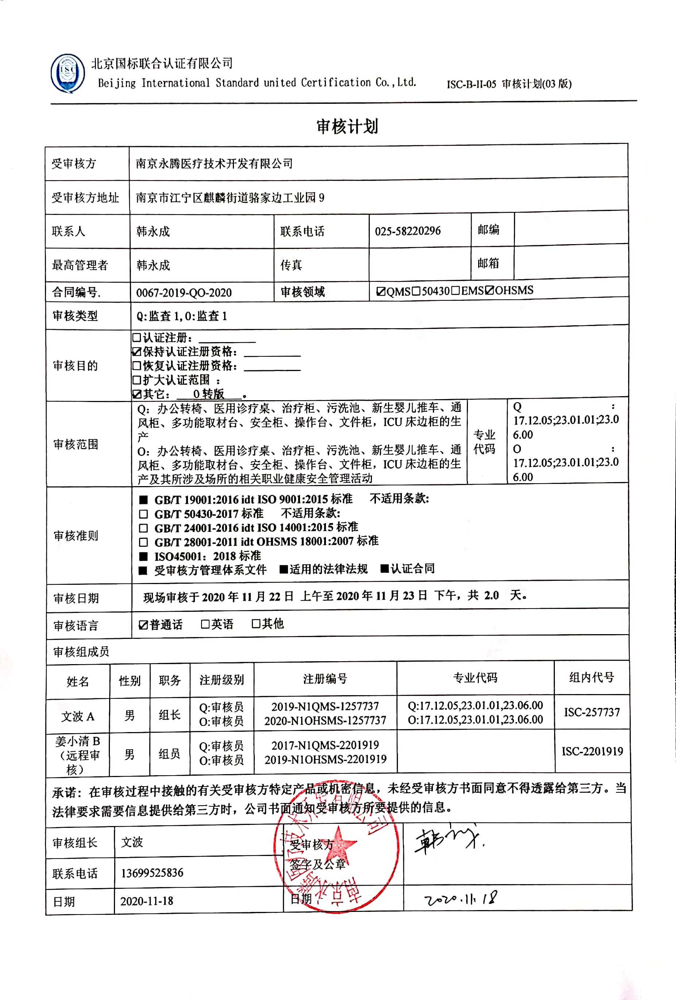 北京国标联合认证有限公司
Beijing International Standard united Certification Co.,Ltd. ISC-B-II-05 审核计划(03 版)
审核计划
受审核方 南京永腾医疗技术开发有限公司
受审核方地址 南京市江宁区麒麟街道骆家边工业园 9
联系人 韩永成 联系电话 025-58220296 邮编
最高管理者 韩永成 传真 邮箱
合同编号. 0067-2019-QO-2020 审核领域 ☑QMS□50430□EMS☑OHSMS
审核类型 Q:监查 1,O:监查 1
审核目的
□认证注册：
☑保持认证注册资格：
□恢复认证注册资格：
□扩大认证范围 ：
☑其它： O 转版 。
审核范围
Q：办公转椅、医用诊疗桌、治疗柜、污洗池、新生婴儿推车、通
风柜、多功能取材台、安全柜、操作台、文件柜，ICU 床边柜的生
产
O：办公转椅、医用诊疗桌、治疗柜、污洗池、新生婴儿推车、通
风柜、多功能取材台、安全柜、操作台、文件柜，ICU 床边柜的生
产及其所涉及场所的相关职业健康安全管理活动
专业
代码
Q ：
17.12.05;23.01.01;23.0
6.00
O ：
17.12.05;23.01.01;23.0
6.00
审核准则
■ GB/T 19001:2016 idt ISO 9001:2015 标准 不适用条款:
□ GB/T 50430-2017 标准 不适用条款:
□ GB/T 24001-2016 idt ISO 14001:2015 标准
□ GB/T 28001-2011 idt OHSMS 18001:2007 标准
■ ISO45001：2018 标准
■ 受审核方管理体系文件 ■适用的法律法规 ■认证合同
审核日期 现场审核于 2020 年 11 月 22 日 上午至 2020 年 11 月 23 日 下午，共 2.0 天。
审核语言 ☑普通话 □英语 □其他
审核组成员
姓名 性别 职务 注册级别 注册编号 专业代码 组内代号
文波 A 男 组长 Q:审核员 2019-N1QMS-1257737 Q:17.12.05,23.01.01,23.06.00 ISC-257737
O:审核员 2020-N1OHSMS-1257737 O:17.12.05,23.01.01,23.06.00
姜小清 B
（远程审
核）
男 组员 Q:审核员 2017-N1QMS-2201919 ISC-2201919
O:审核员 2019-N1OHSMS-2201919
承诺：在审核过程中接触的有关受审核方特定产品或机密信息，未经受审核方书面同意不得透露给第三方。当
法律要求需要信息提供给第三方时，公司书面通知受审核方所要提供的信息。
审核组长 文波 受审核方
签字及公章
韩永成
联系电话 13699525836
日期 2020-11-18 日期 2020.11.18
南京永腾医疗技术开发有限公司